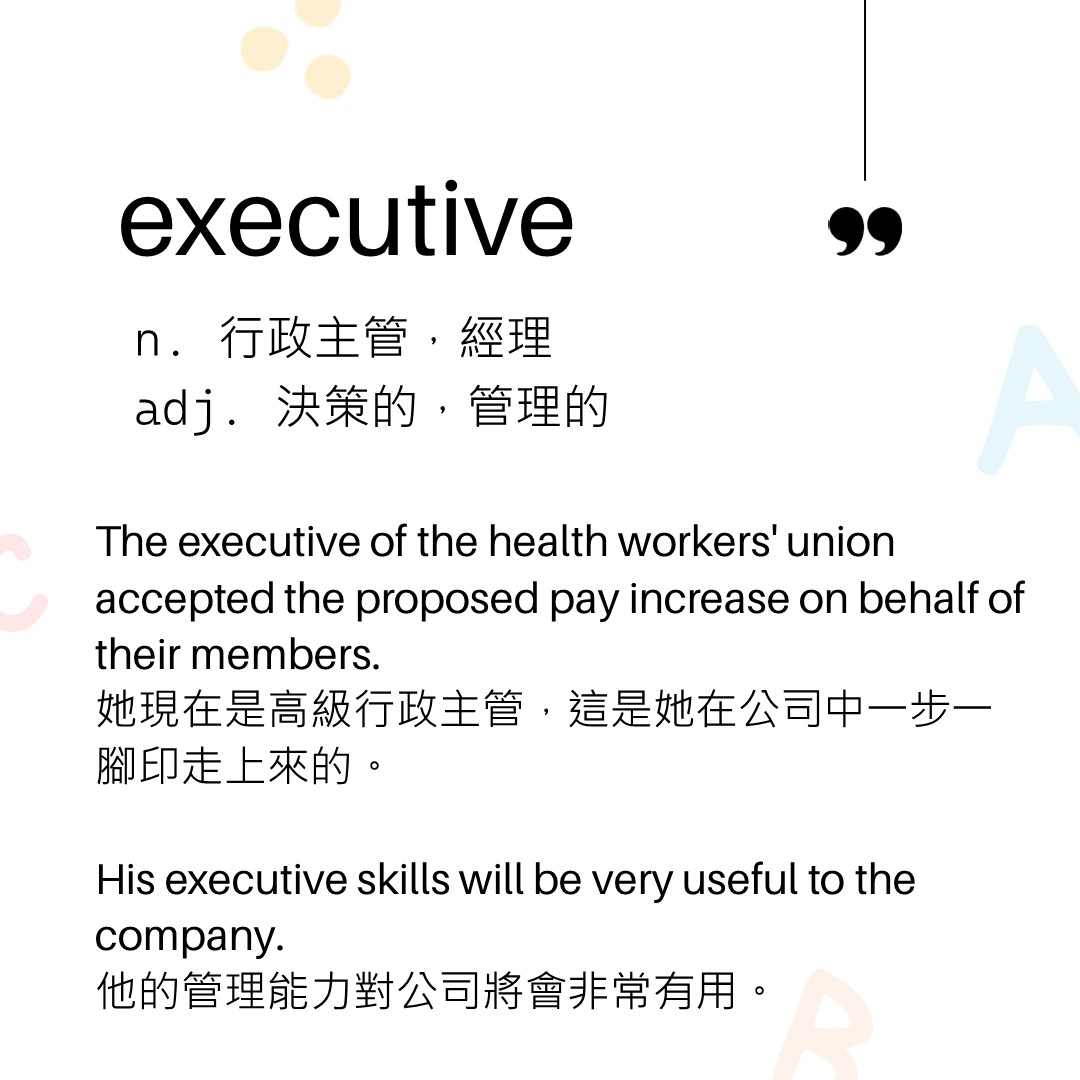 executive
”
n. 行政主管，經理
adj. 決策的，管理的
The executive of the health workers' union
accepted the proposed pay increase on behalf of
their members.
她現在是高級行政主管，這是她在公司中一步一
腳印走上來的。
His executive skills will be very useful to the
company.
他的管理能力對公司將會非常有用。
A
C
B